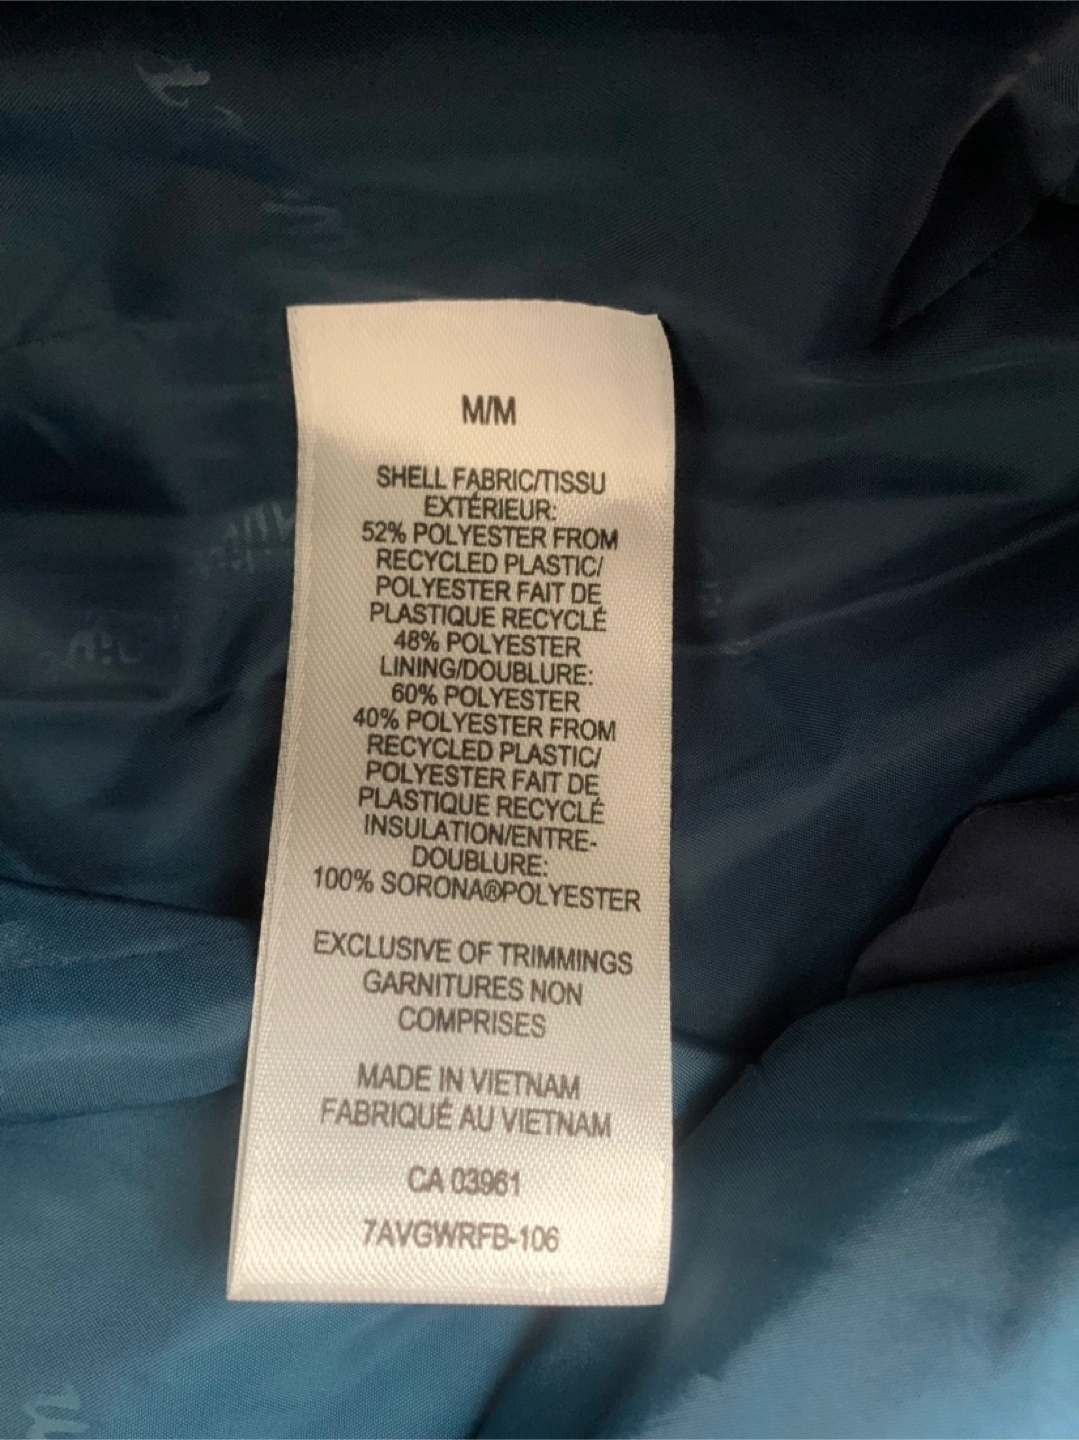 M/M
SHELL FABRIC/TISSU
EXTÉRIEUR:
52% POLYESTER FROM
RECYCLED PLASTIC/
POLYESTER FAIT DE
PLASTIQUE RECYCLÉ
48% POLYESTER
LINING/DOUBLURE:
60% POLYESTER
40% POLYESTER FROM
RECYCLED PLASTIC/
POLYESTER FAIT DE
PLASTIQUE RECYCLÉ
INSULATION/ENTRE-
DOUBLURE:
100% SORONA®POLYESTER
EXCLUSIVE OF TRIMMINGS
GARNITURES NON
COMPRISES
MADE IN VIETNAM
FABRIQUÉ AU VIETNAM
CA 03961
7AVGWRFB-106